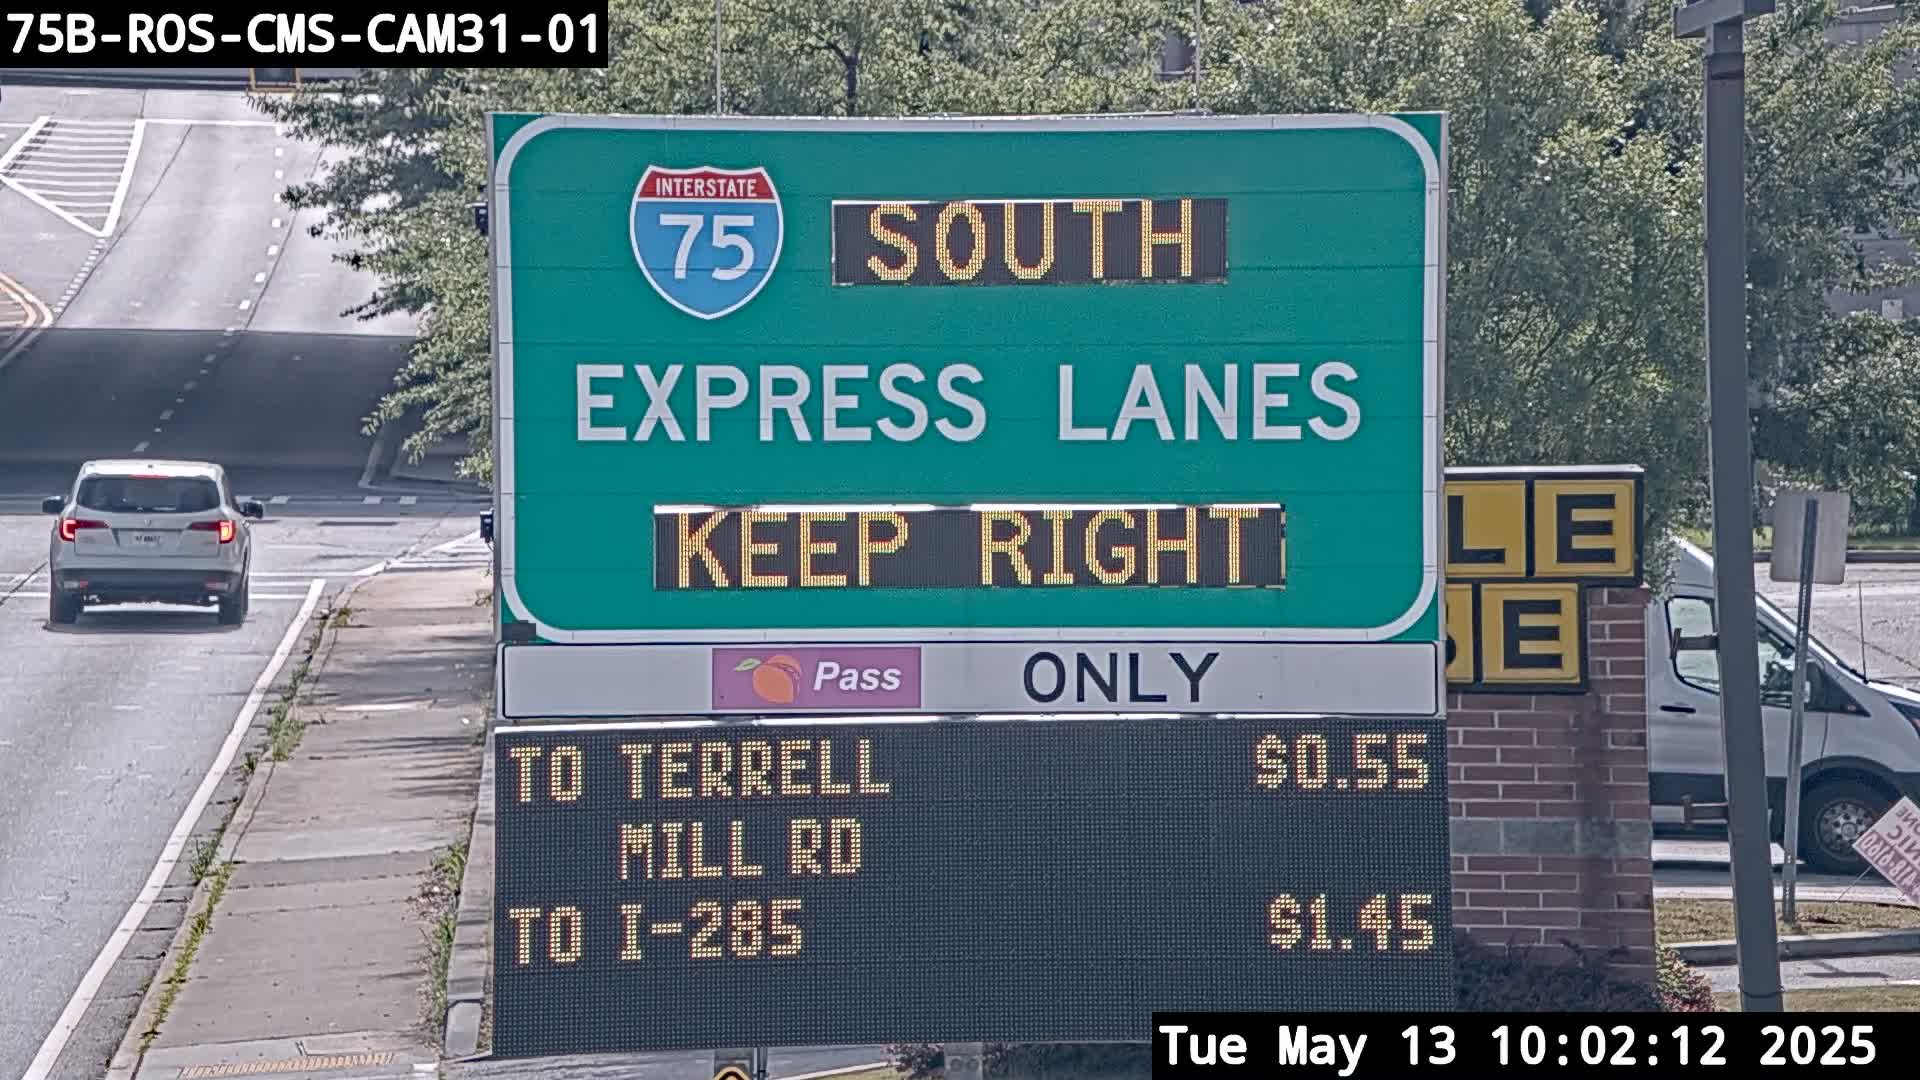 75B-ROS-CMS-CAM31-01
INTERSTATE
75
SOUTH
EXPRESS LANES
KEEP RIGHT
Pass ONLY
TO TERRELL $0.55
MILL RD
TO I-285 $1.45
LE
E
Tue May 13 10:02:12 2025